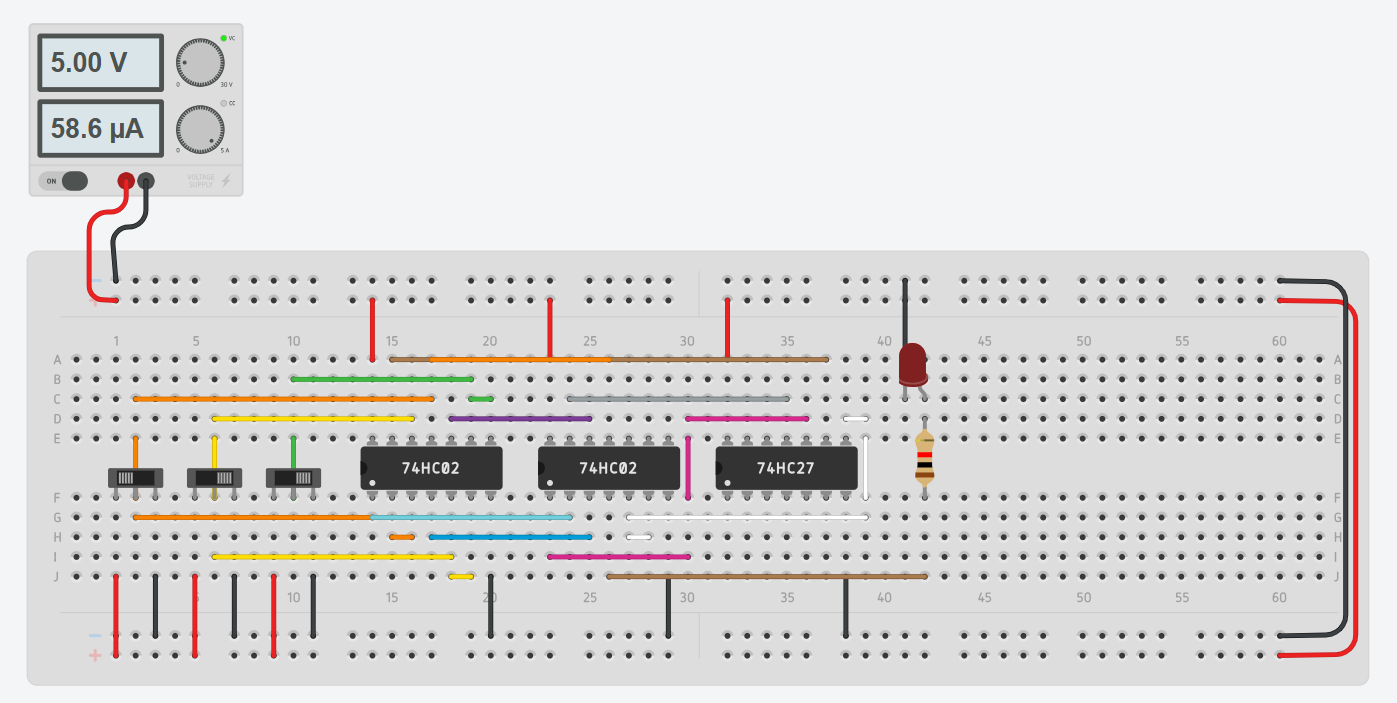 5.00 V
VC
0 30 V
58.6 µA
CC
0 5 A
ON
VOLTAGE
SUPPLY
− 
+
1 5 10 15 20 25 30 35 40 45 50 55 60
A A
B B
C C
D D
E E
74HC02 74HC02 74HC27
F F
G G
H H
I I
J J
5 10 15 20 25 30 35 40 45 50 55 60
−
+